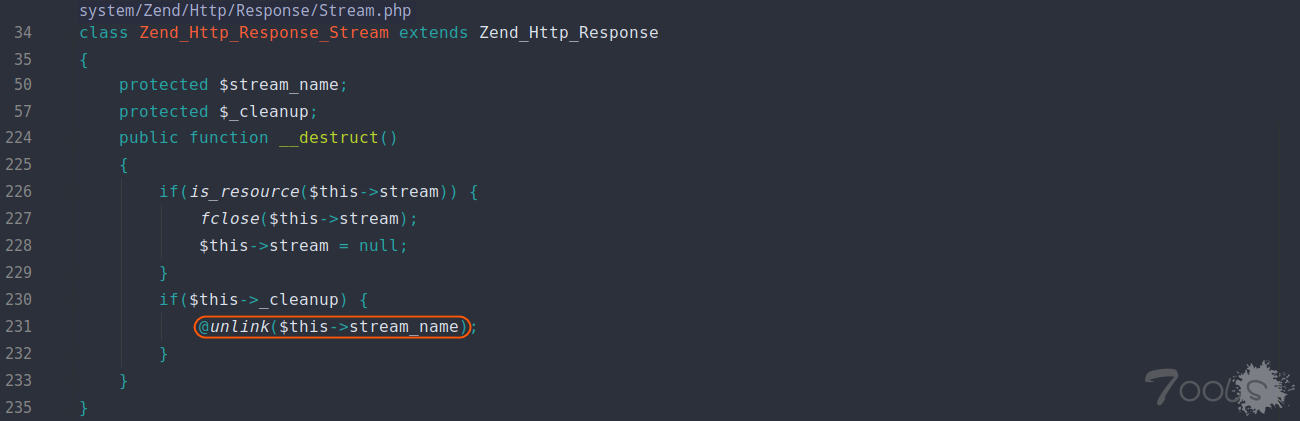 system/Zend/Http/Response/Stream.php
34 class Zend_Http_Response_Stream extends Zend_Http_Response
35 {
50 protected $stream_name;
57 protected $_cleanup;
224 public function __destruct()
225 {
226 if(is_resource($this->stream)) {
227 fclose($this->stream);
228 $this->stream = null;
229 }
230 if($this->_cleanup) {
231 @unlink($this->stream_name);
232 }
233 }
235 }
TOOLS